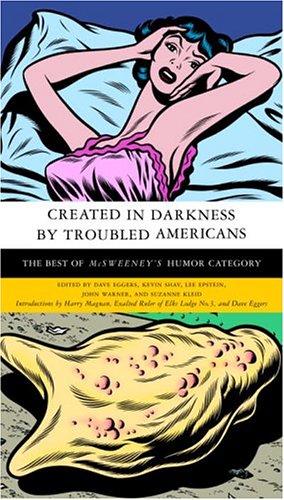 CREATED IN DARKNESS
BY TROUBLED AMERICANS
THE BEST OF MCSWEENEY'S HUMOR CATEGORY
EDITED BY DAVE EGGERS, KEVIN SHAY, LEE EPSTEIN,
JOHN WARNER, AND SUZANNE KLEID
Introductions by Harry Magnan, Exalted Ruler of Elks Lodge No.3, and Dave Eggers